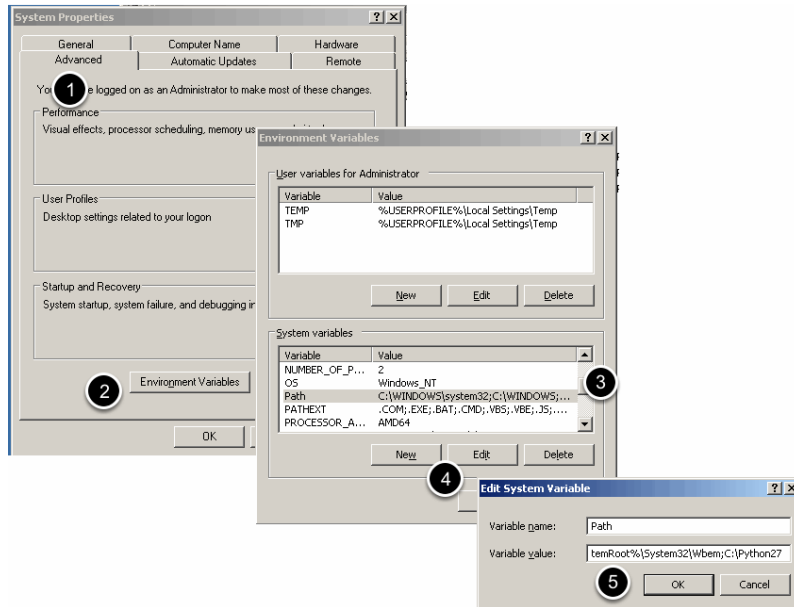 System Properties
General Computer Name Hardware
Advanced Automatic Updates Remote
1
logged on as an Administrator to make most of these changes.
Performance
Visual effects, processor scheduling, memory
User Profiles
Desktop settings related to your logon
Startup and Recovery
System startup, system failure, and debugging
2
Environment Variables
OK
Environment Variables
User variables for Administrator
Variable Value
TEMP %USERPROFILE%\Local Settings\Temp
TMP %USERPROFILE%\Local Settings\Temp
New Edit Delete
System variables
Variable Value
NUMBER_OF_P... 2
OS Windows_NT
Path C:\WINDOWS\system32;C:\WINDOWS;...
PATHEXT .COM;.EXE;.BAT;.CMD;.VBS;.VBE;.JS;....
PROCESSOR_A... AMD64
3
New Edit Delete
4
Edit System Variable
Variable name: Path
Variable value: temRoot%\System32\Wbem;C:\Python27
5
OK Cancel